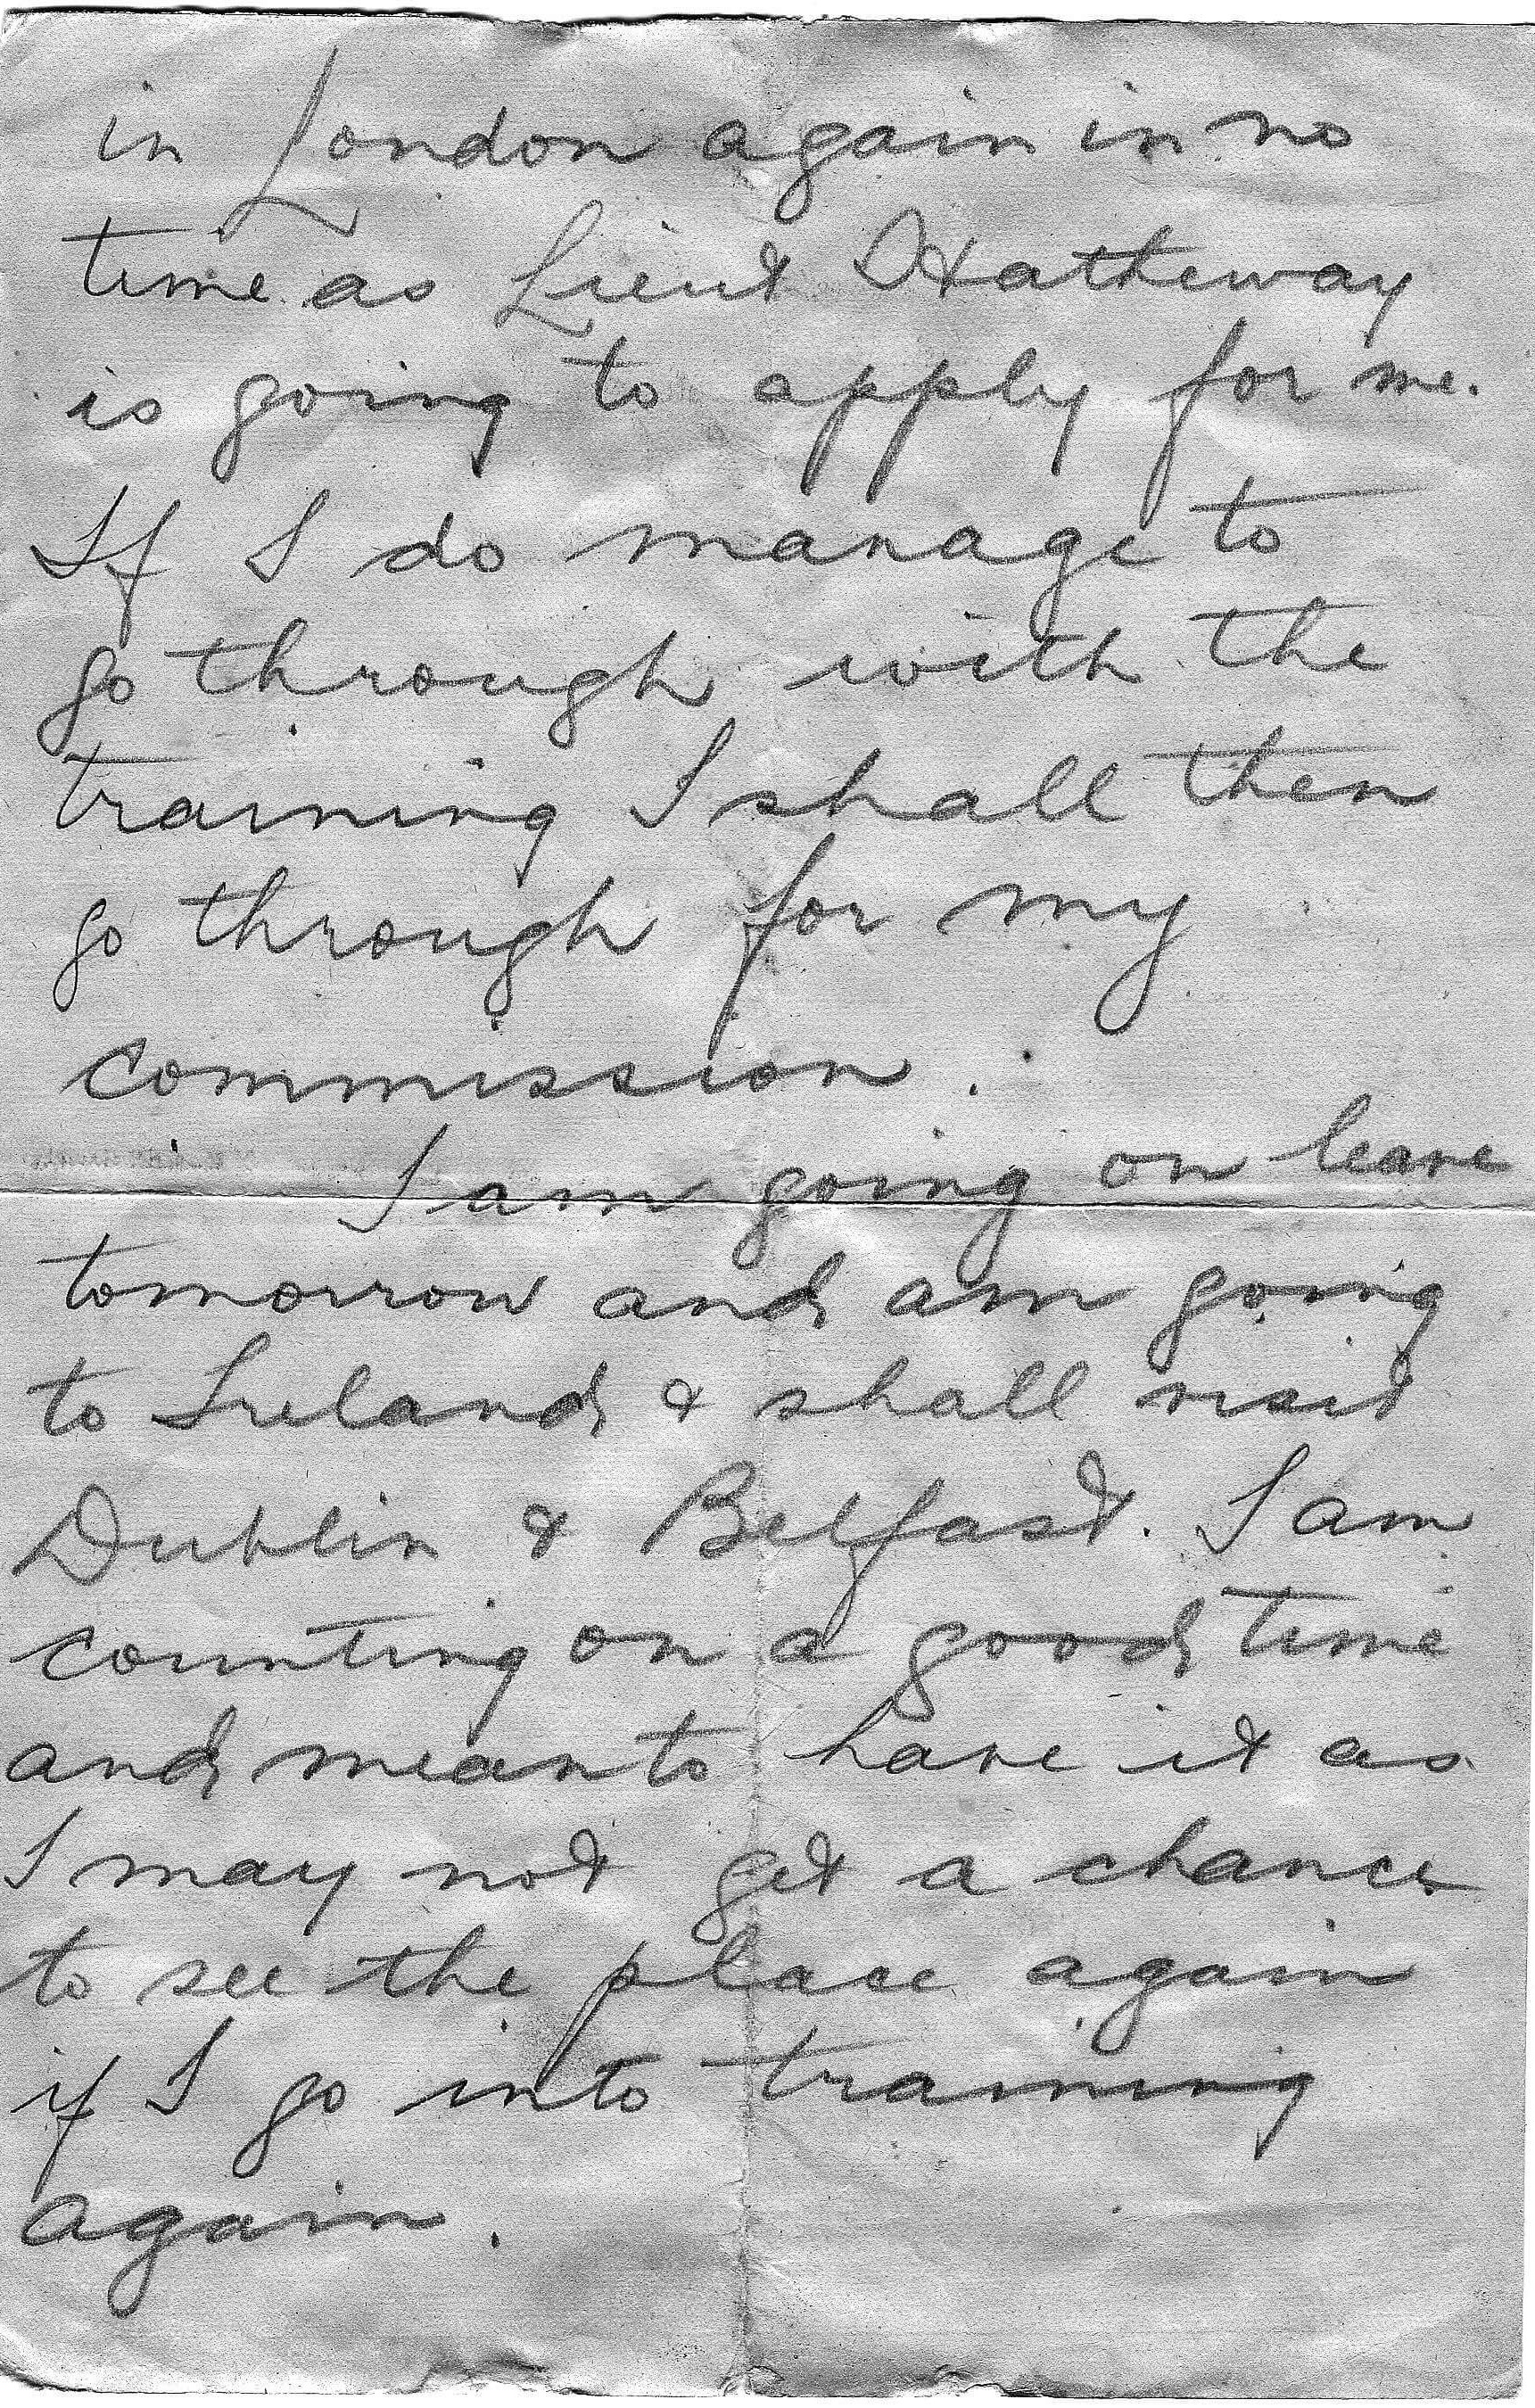 in London again in no
time as Lieut Hatheway
is going to apply for me.
If I do manage to
go through with the
training I shall then
go through for my
commission.
I am going on leave
tomorrow and am going
to Ireland & shall visit
Dublin & Belfast. I am
counting on a good time
and mean to have it as
I may not get a chance
to see the place again
if I go into training
again.